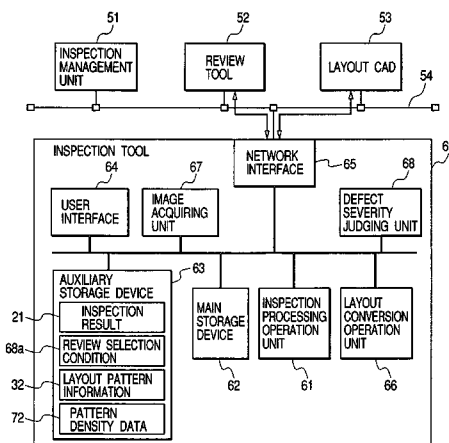 51
52
53
INSPECTION
MANAGEMENT
UNIT
REVIEW
TOOL
LAYOUT CAD
54
INSPECTION TOOL
NETWORK
INTERFACE
65
6
64
67
68
USER
INTERFACE
IMAGE
ACQUIRING
UNIT
DEFECT
SEVERITY
JUDGING UNIT
63
AUXILIARY
STORAGE DEVICE
21
INSPECTION
RESULT
68a
REVIEW SELECTION
CONDITION
32
LAYOUT PATTERN
INFORMATION
72
PATTERN
DENSITY DATA
MAIN
STORAGE
DEVICE
62
INSPECTION
PROCESSING
OPERATION
UNIT
61
LAYOUT
CONVERSION
OPERATION
UNIT
66